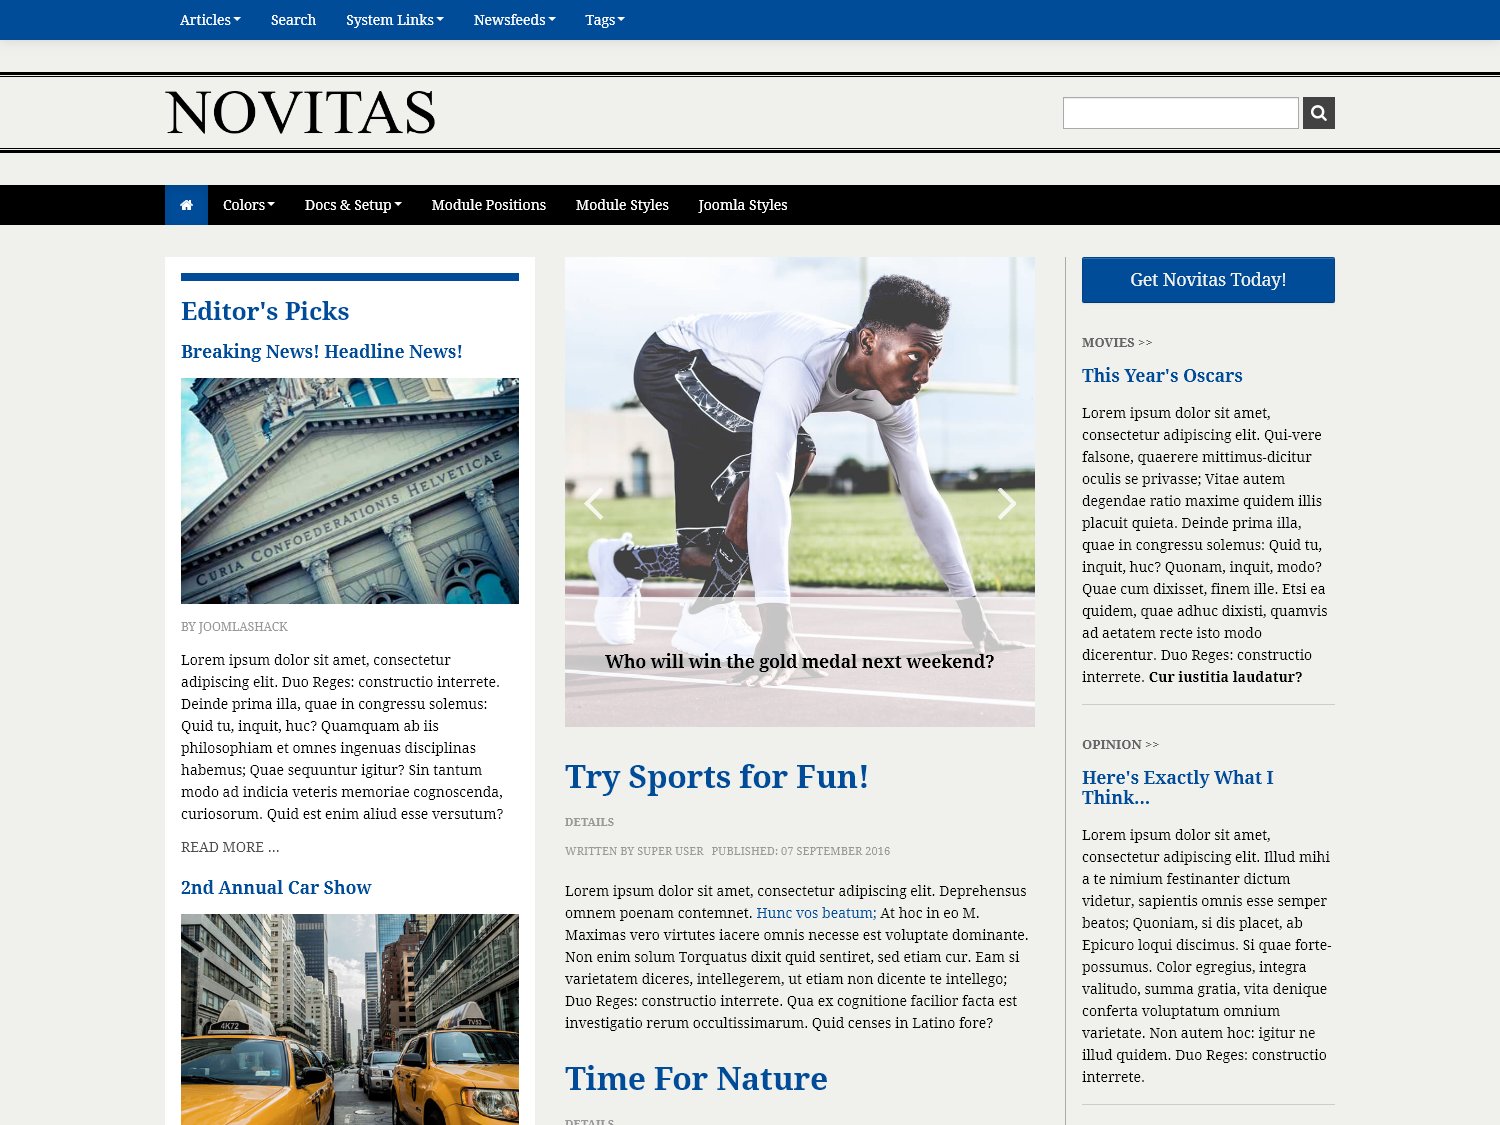 Articles
Search
System Links
Newsfeeds
Tags
NOVITAS
Colors
Docs & Setup
Module Positions
Module Styles
Joomla Styles
Editor's Picks
Breaking News! Headline News!
CURIA CONFOEDERATIONIS HELVETICAE
BY JOOMLASHACK
Lorem ipsum dolor sit amet, consectetur
adipiscing elit. Duo Reges: constructio interrete.
Deinde prima illa, quae in congressu solemus:
Quid tu, inquit, huc? Quamquam ab iis
philosophiam et omnes ingenuas disciplinas
habemus; Quae sequuntur igitur? Sin tantum
modo ad indicia veteris memoriae cognoscenda,
curiosorum. Quid est enim aliud esse versutum?
READ MORE ...
2nd Annual Car Show
4K72
TV53
Who will win the gold medal next weekend?
Try Sports for Fun!
DETAILS
WRITTEN BY SUPER USER PUBLISHED: 07 SEPTEMBER 2016
Lorem ipsum dolor sit amet, consectetur adipiscing elit. Deprehensus
omnem poenam contemnet. Hunc vos beatum; At hoc in eo M.
Maximas vero virtutes iacere omnis necesse est voluptate dominante.
Non enim solum Torquatus dixit quid sentiret, sed etiam cur. Eam si
varietatem diceres, intellegerem, ut etiam non dicente te intellego;
Duo Reges: constructio interrete. Qua ex cognitione facilior facta est
investigatio rerum occultissimarum. Quid censes in Latino fore?
Time For Nature
DETAILS
Get Novitas Today!
MOVIES >>
This Year's Oscars
Lorem ipsum dolor sit amet,
consectetur adipiscing elit. Qui-vere
falsone, quaerere mittimus-dicitur
oculis se privasse; Vitae autem
degendae ratio maxime quidem illis
placuit quieta. Deinde prima illa,
quae in congressu solemus: Quid tu,
inquit, huc? Quonam, inquit, modo?
Quae cum dixisset, finem ille. Etsi ea
quidem, quae adhuc dixisti, quamvis
ad aetatem recte isto modo
dicerentur. Duo Reges: constructio
interrete. Cur iustitia laudatur?
OPINION >>
Here's Exactly What I
Think...
Lorem ipsum dolor sit amet,
consectetur adipiscing elit. Illud mihi
a te nimium festinanter dictum
videtur, sapientis omnis esse semper
beatos; Quoniam, si dis placet, ab
Epicuro loqui discimus. Si quae forte-
possumus. Color egregius, integra
valitudo, summa gratia, vita denique
conferta voluptatum omnium
varietate. Non autem hoc: igitur ne
illud quidem. Duo Reges: constructio
interrete.